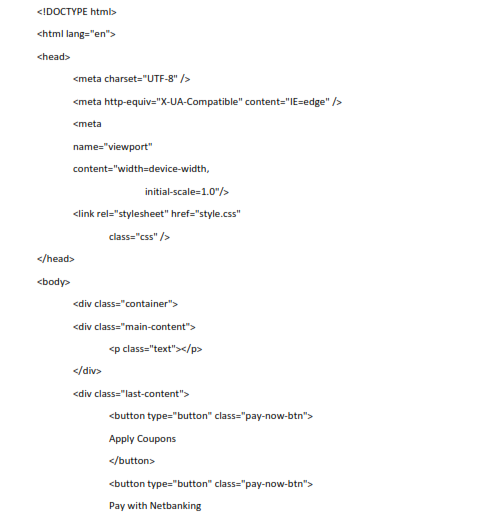 <!DOCTYPE html>
<html lang="en">
<head>
<meta charset="UTF-8" />
<meta http-equiv="X-UA-Compatible" content="IE=edge" />
<meta
name="viewport"
content="width=device-width,
initial-scale=1.0"/>
<link rel="stylesheet" href="style.css"
class="css" />
</head>
<body>
<div class="container">
<div class="main-content">
<p class="text"></p>
</div>
<div class="last-content">
<button type="button" class="pay-now-btn">
Apply Coupons
</button>
<button type="button" class="pay-now-btn">
Pay with Netbanking